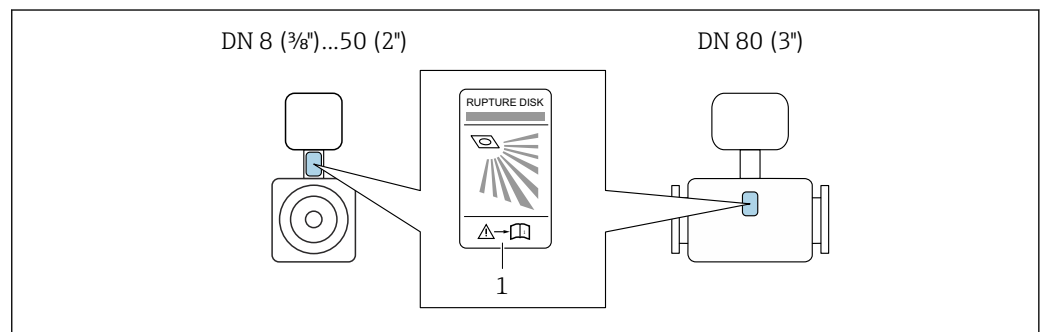 DN 8 (⅜")...50 (2")
DN 80 (3")
RUPTURE DISK
i
1